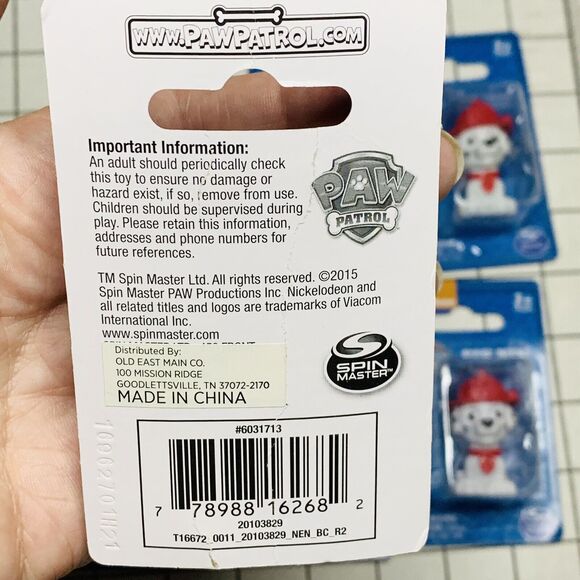 www.PawPatrol.com
Important Information:
An adult should periodically check
this toy to ensure no damage or
hazard exist, if so, remove from use.
Children should be supervised during
play. Please retain this information,
addresses and phone numbers for
future references.
PAW
PATROL
TM Spin Master Ltd. All rights reserved. ©2015
Spin Master PAW Productions Inc Nickelodeon and
all related titles and logos are trademarks of Viacom
International Inc.
www.spinmaster.com
Distributed By:
OLD EAST MAIN CO.
100 MISSION RIDGE
GOODLETTSVILLE, TN 37072-2170
MADE IN CHINA
SPIN
MASTER™
#6031713
7 78988 16268 2
20103829
T16672_0011_20103829_NEN_BC_R2